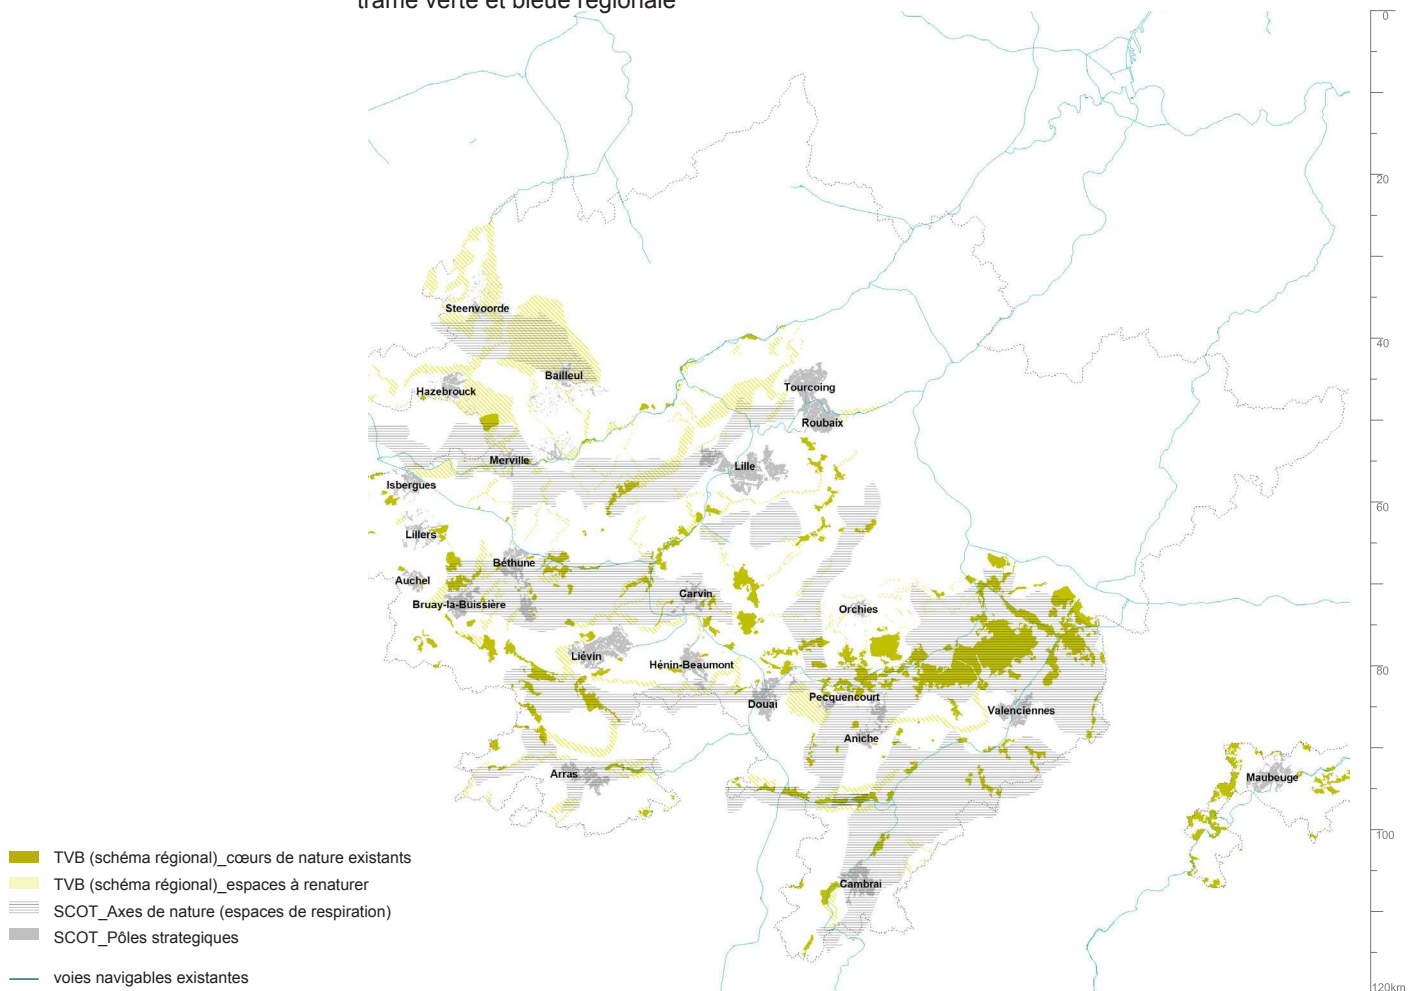 trame verte et bleue régionale
0
20
Steenvoorde
40
Bailleul
Hazebrouck
Tourcoing
Roubaix
Merville
Lille
Isbergues
60
Lillers
Béthune
Auchel
Carvin
Bruay-la-Buissière
Orchies
Liévin
Hénin-Beaumont
80
Pecquencourt
Douai
Valenciennes
Aniche
Arras
Maubeuge
100
TVB (schéma régional)_cœurs de nature existants
TVB (schéma régional)_espaces à renaturer
Cambrai
SCOT_Axes de nature (espaces de respiration)
SCOT_Pôles strategiques
voies navigables existantes
120km